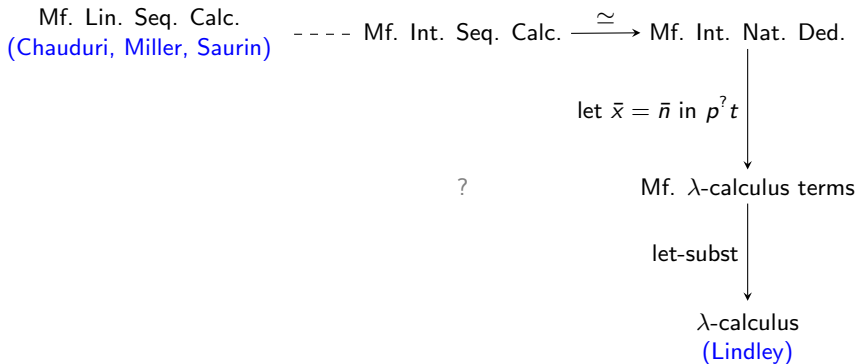 Mf. Lin. Seq. Calc.
(Chauduri, Miller, Saurin)
Mf. Int. Seq. Calc.
≃
Mf. Int. Nat. Ded.
let x̄ = n̄ in p?t
?
Mf. λ-calculus terms
let-subst
λ-calculus
(Lindley)